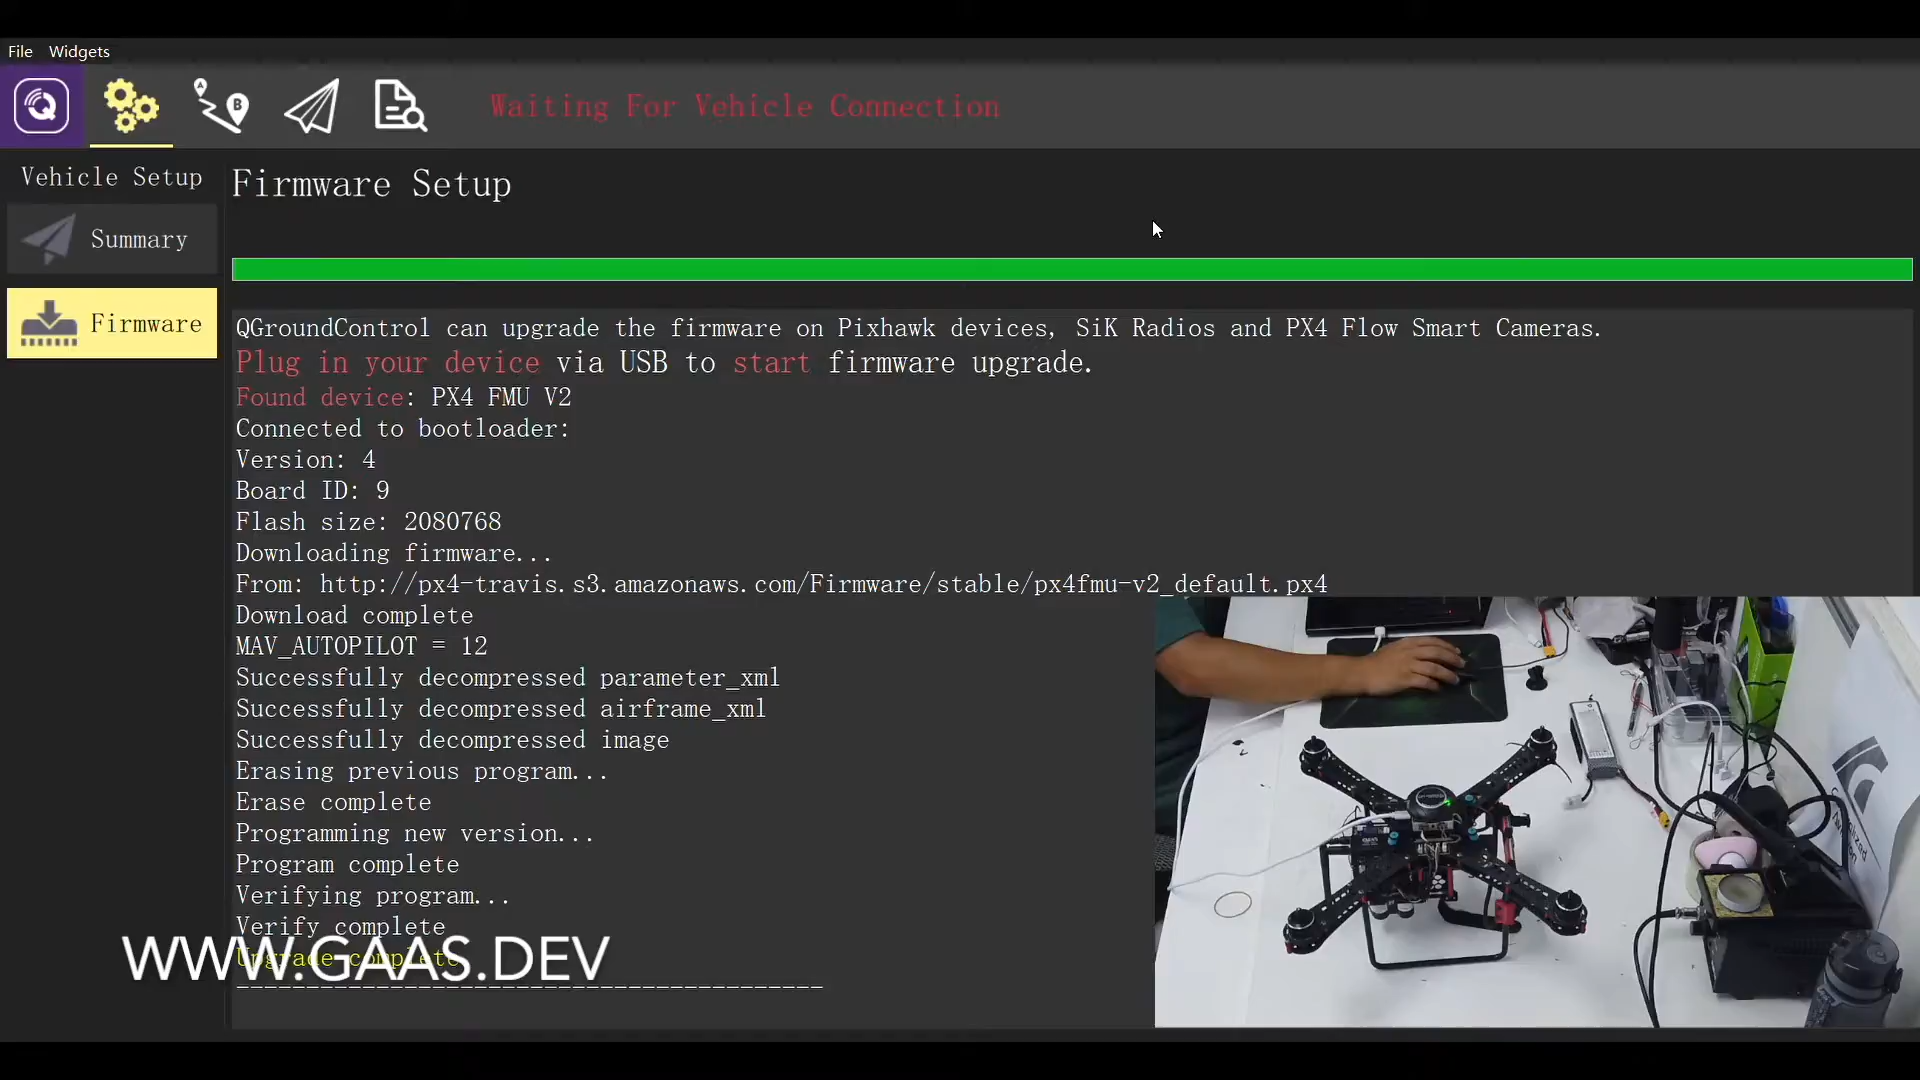 File Widgets
Waiting For Vehicle Connection
Vehicle Setup
Summary
Firmware
Firmware Setup
QGroundControl can upgrade the firmware on Pixhawk devices, SiK Radios and PX4 Flow Smart Cameras.
Plug in your device via USB to start firmware upgrade.
Found device: PX4 FMU V2
Connected to bootloader:
Version: 4
Board ID: 9
Flash size: 2080768
Downloading firmware...
From: http://px4-travis.s3.amazonaws.com/Firmware/stable/px4fmu-v2_default.px4
Download complete
MAV_AUTOPILOT = 12
Successfully decompressed parameter_xml
Successfully decompressed airframe_xml
Successfully decompressed image
Erasing previous program...
Erase complete
Programming new version...
Program complete
Verifying program...
Verify complete
Upgrade complete
------------------------------------------
WWW.GAAS.DEV